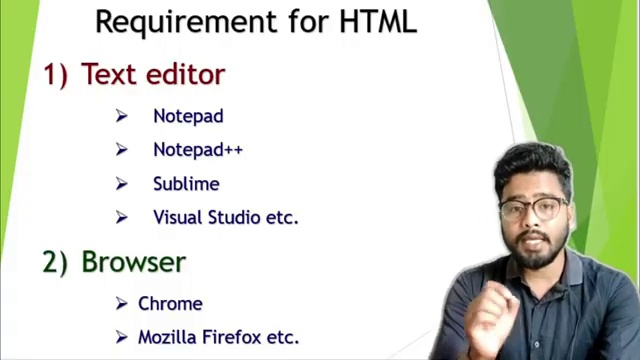 Requirement for HTML
1) Text editor
➢ Notepad
➢ Notepad++
➢ Sublime
➢ Visual Studio etc.
2) Browser
➢ Chrome
➢ Mozilla Firefox etc.